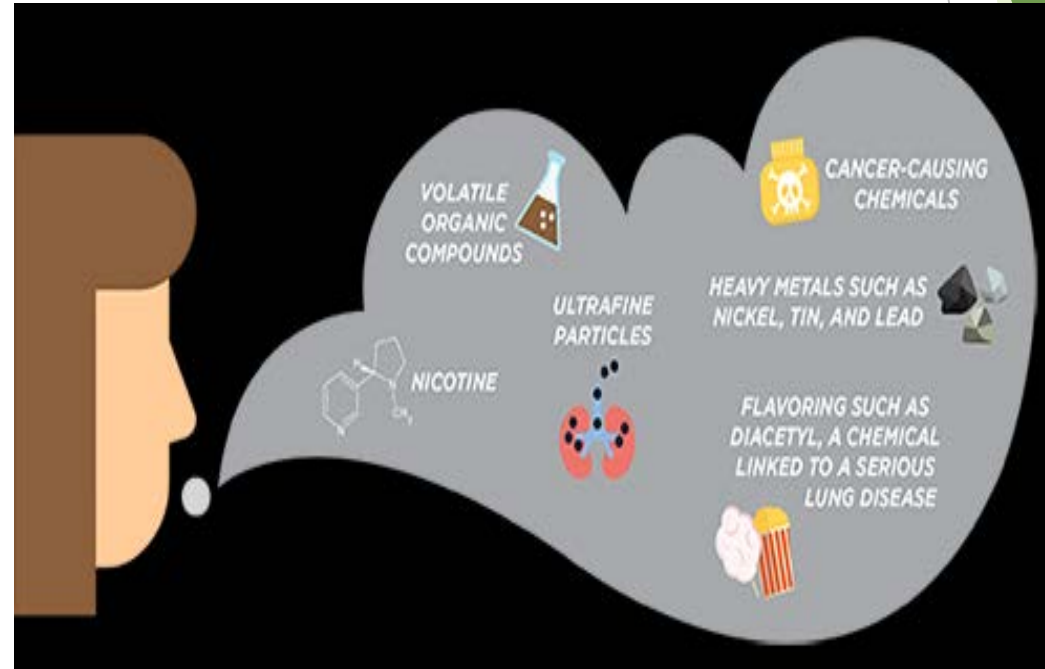 VOLATILE
ORGANIC
COMPOUNDS
CANCER-CAUSING
CHEMICALS
ULTRAFINE
PARTICLES
HEAVY METALS SUCH AS
NICKEL, TIN, AND LEAD
NICOTINE
FLAVORING SUCH AS
DIACETYL, A CHEMICAL
LINKED TO A SERIOUS
LUNG DISEASE